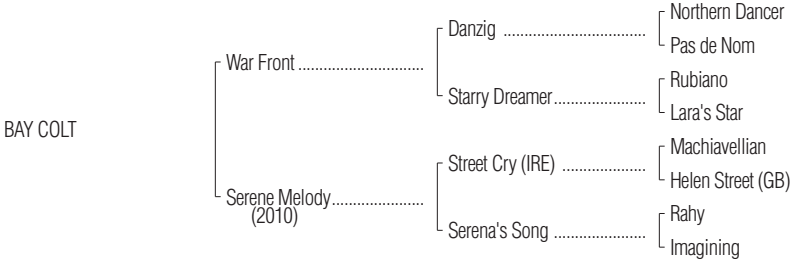 Northern Dancer
Danzig ..................................
Pas de Nom
War Front ..............................
Rubiano
Starry Dreamer......................
Lara's Star
BAY COLT
Machiavellian
Street Cry (IRE) ....................
Helen Street (GB)
Serene Melody......................
(2010)
Rahy
Serena's Song ......................
Imagining